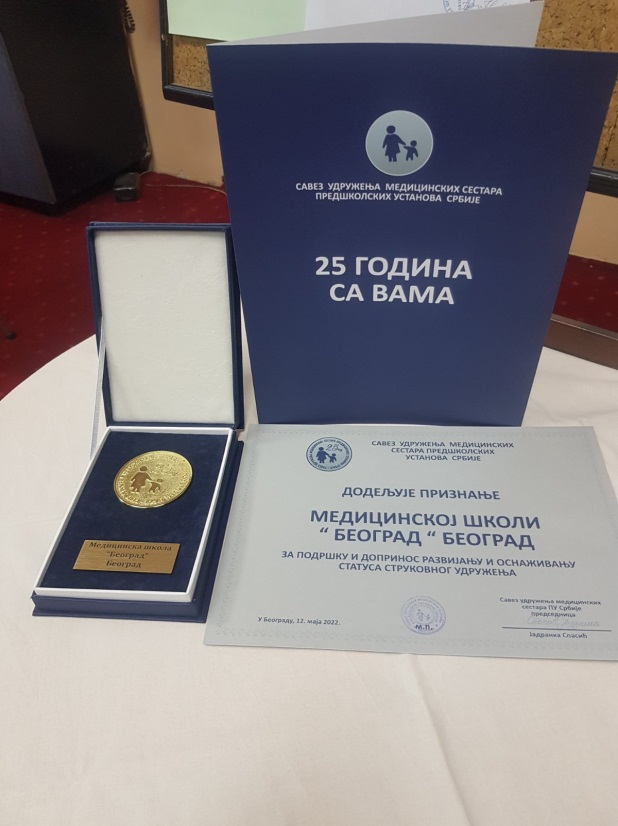 САВЕЗ УДРУЖЕЊА МЕДИЦИНСКИХ СЕСТАРА
ПРЕДШКОЛСКИХ УСТАНОВА СРБИЈЕ
25 ГОДИНА
СА ВАМА
Медицинска школа
"Београд"
Београд
САВЕЗ УДРУЖЕЊА МЕДИЦИНСКИХ
СЕСТАРА ПРЕДШКОЛСКИХ
УСТАНОВА СРБИЈЕ
ДОДЕЉУЈЕ ПРИЗНАЊЕ
МЕДИЦИНСКОЈ ШКОЛИ
“ БЕОГРАД “ БЕОГРАД
ЗА ПОДРШКУ И ДОПРИНОС РАЗВИЈАЊУ И ОСНАЖИВАЊУ
СТАТУСА СТРУКОВНОГ УДРУЖЕЊА
Савез удружења медицинских
сестара ПУ Србије
председница
У Београду, 12. маја 2022.
Јадранка Спасић